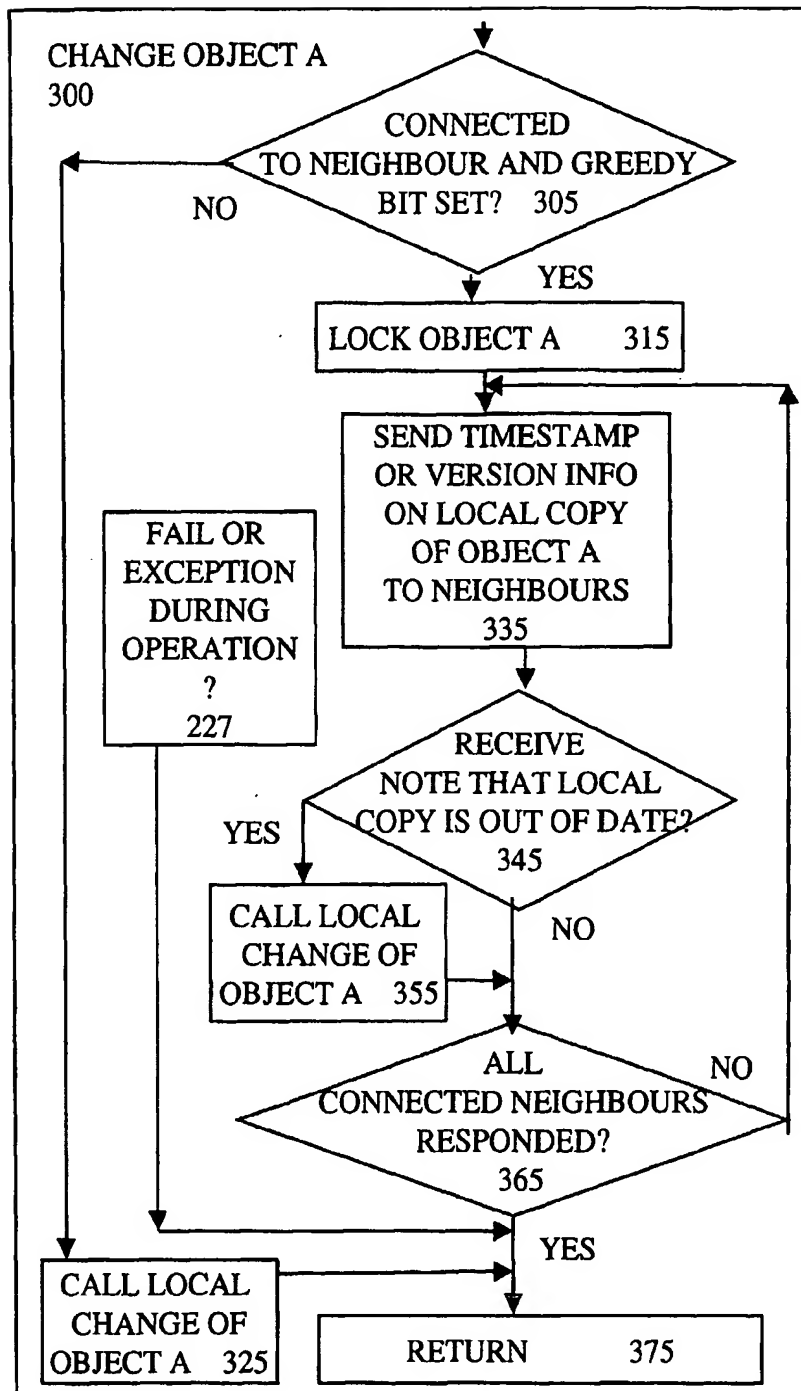 CHANGE OBJECT A
300
CONNECTED
TO NEIGHBOUR AND GREEDY
BIT SET? 305
NO
YES
LOCK OBJECT A 315
SEND TIMESTAMP
OR VERSION INFO
ON LOCAL COPY
OF OBJECT A
TO NEIGHBOURS
335
FAIL OR
EXCEPTION
DURING
OPERATION
?
227
RECEIVE
NOTE THAT LOCAL
COPY IS OUT OF DATE?
345
YES
NO
CALL LOCAL
CHANGE OF
OBJECT A 355
ALL
CONNECTED NEIGHBOURS
RESPONDED?
365
NO
YES
CALL LOCAL
CHANGE OF
OBJECT A 325
RETURN 375